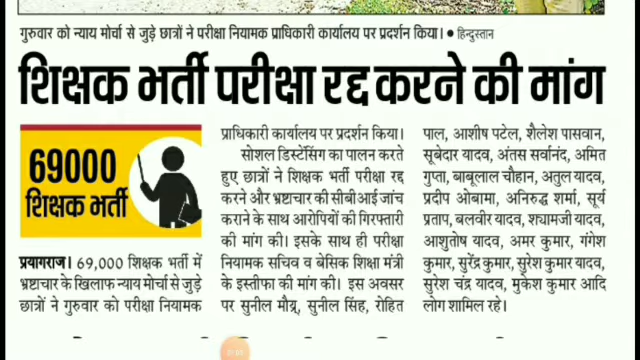 गुरुवार को न्याय मोर्चा से जुड़े छात्रों ने परीक्षा नियामक प्राधिकारी कार्यालय पर प्रदर्शन किया। ● हिन्दुस्तान
शिक्षक भर्ती परीक्षा रद्द करने की मांग
69000
शिक्षक भर्ती
प्रयागराज। 69,000 शिक्षक भर्ती में
भ्रष्टाचार के खिलाफ न्याय मोर्चा से जुड़े
छात्रों ने गुरुवार को परीक्षा नियामक
प्राधिकारी कार्यालय पर प्रदर्शन किया।
सोशल डिस्टेंसिंग का पालन करते
हुए छात्रों ने शिक्षक भर्ती परीक्षा रद्द
करने और भ्रष्टाचार की सीबीआई जांच
कराने के साथ आरोपियों की गिरफ्तारी
की मांग की। इसके साथ ही परीक्षा
नियामक सचिव व बेसिक शिक्षा मंत्री
के इस्तीफा की मांग की। इस अवसर
पर सुनील मौर्य, सुनील सिंह, रोहित
पाल, आशीष पटेल, शैलेश पासवान,
सूबेदार यादव, अंतस सर्वानंद, अमित
गुप्ता, बाबूलाल चौहान, अतुल यादव,
प्रदीप ओबामा, अनिरुद्ध शर्मा, सूर्य
प्रताप, बलवीर यादव, श्यामजी यादव,
आशुतोष यादव, अमर कुमार, गंगेश
कुमार, सुरेंद्र कुमार, सुरेश कुमार यादव,
सुरेश चंद्र यादव, मुकेश कुमार आदि
लोग शामिल रहे।